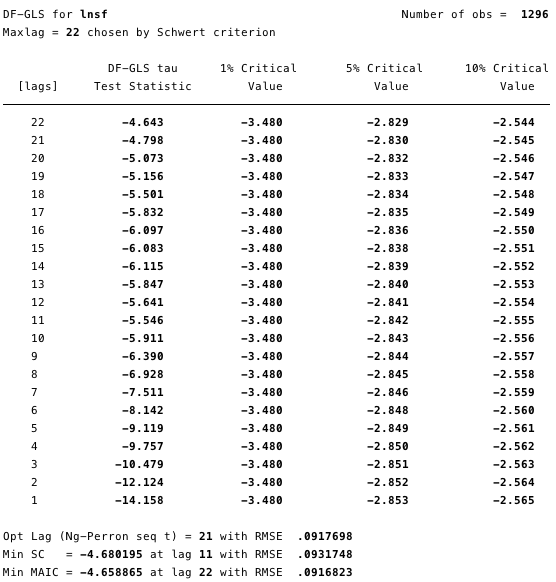 DF-GLS for lnsf Number of obs = 1296
Maxlag = 22 chosen by Schwert criterion
DF-GLS tau 1% Critical 5% Critical 10% Critical
[lags] Test Statistic Value Value Value
22 -4.643 -3.480 -2.829 -2.544
21 -4.798 -3.480 -2.830 -2.545
20 -5.073 -3.480 -2.832 -2.546
19 -5.156 -3.480 -2.833 -2.547
18 -5.501 -3.480 -2.834 -2.548
17 -5.832 -3.480 -2.835 -2.549
16 -6.097 -3.480 -2.836 -2.550
15 -6.083 -3.480 -2.838 -2.551
14 -6.115 -3.480 -2.839 -2.552
13 -5.847 -3.480 -2.840 -2.553
12 -5.641 -3.480 -2.841 -2.554
11 -5.546 -3.480 -2.842 -2.555
10 -5.911 -3.480 -2.843 -2.556
9 -6.390 -3.480 -2.844 -2.557
8 -6.928 -3.480 -2.845 -2.558
7 -7.511 -3.480 -2.846 -2.559
6 -8.142 -3.480 -2.848 -2.560
5 -9.119 -3.480 -2.849 -2.561
4 -9.757 -3.480 -2.850 -2.562
3 -10.479 -3.480 -2.851 -2.563
2 -12.124 -3.480 -2.852 -2.564
1 -14.158 -3.480 -2.853 -2.565
Opt Lag (Ng-Perron seq t) = 21 with RMSE .0917698
Min SC = -4.680195 at lag 11 with RMSE .0931748
Min MAIC = -4.658865 at lag 22 with RMSE .0916823